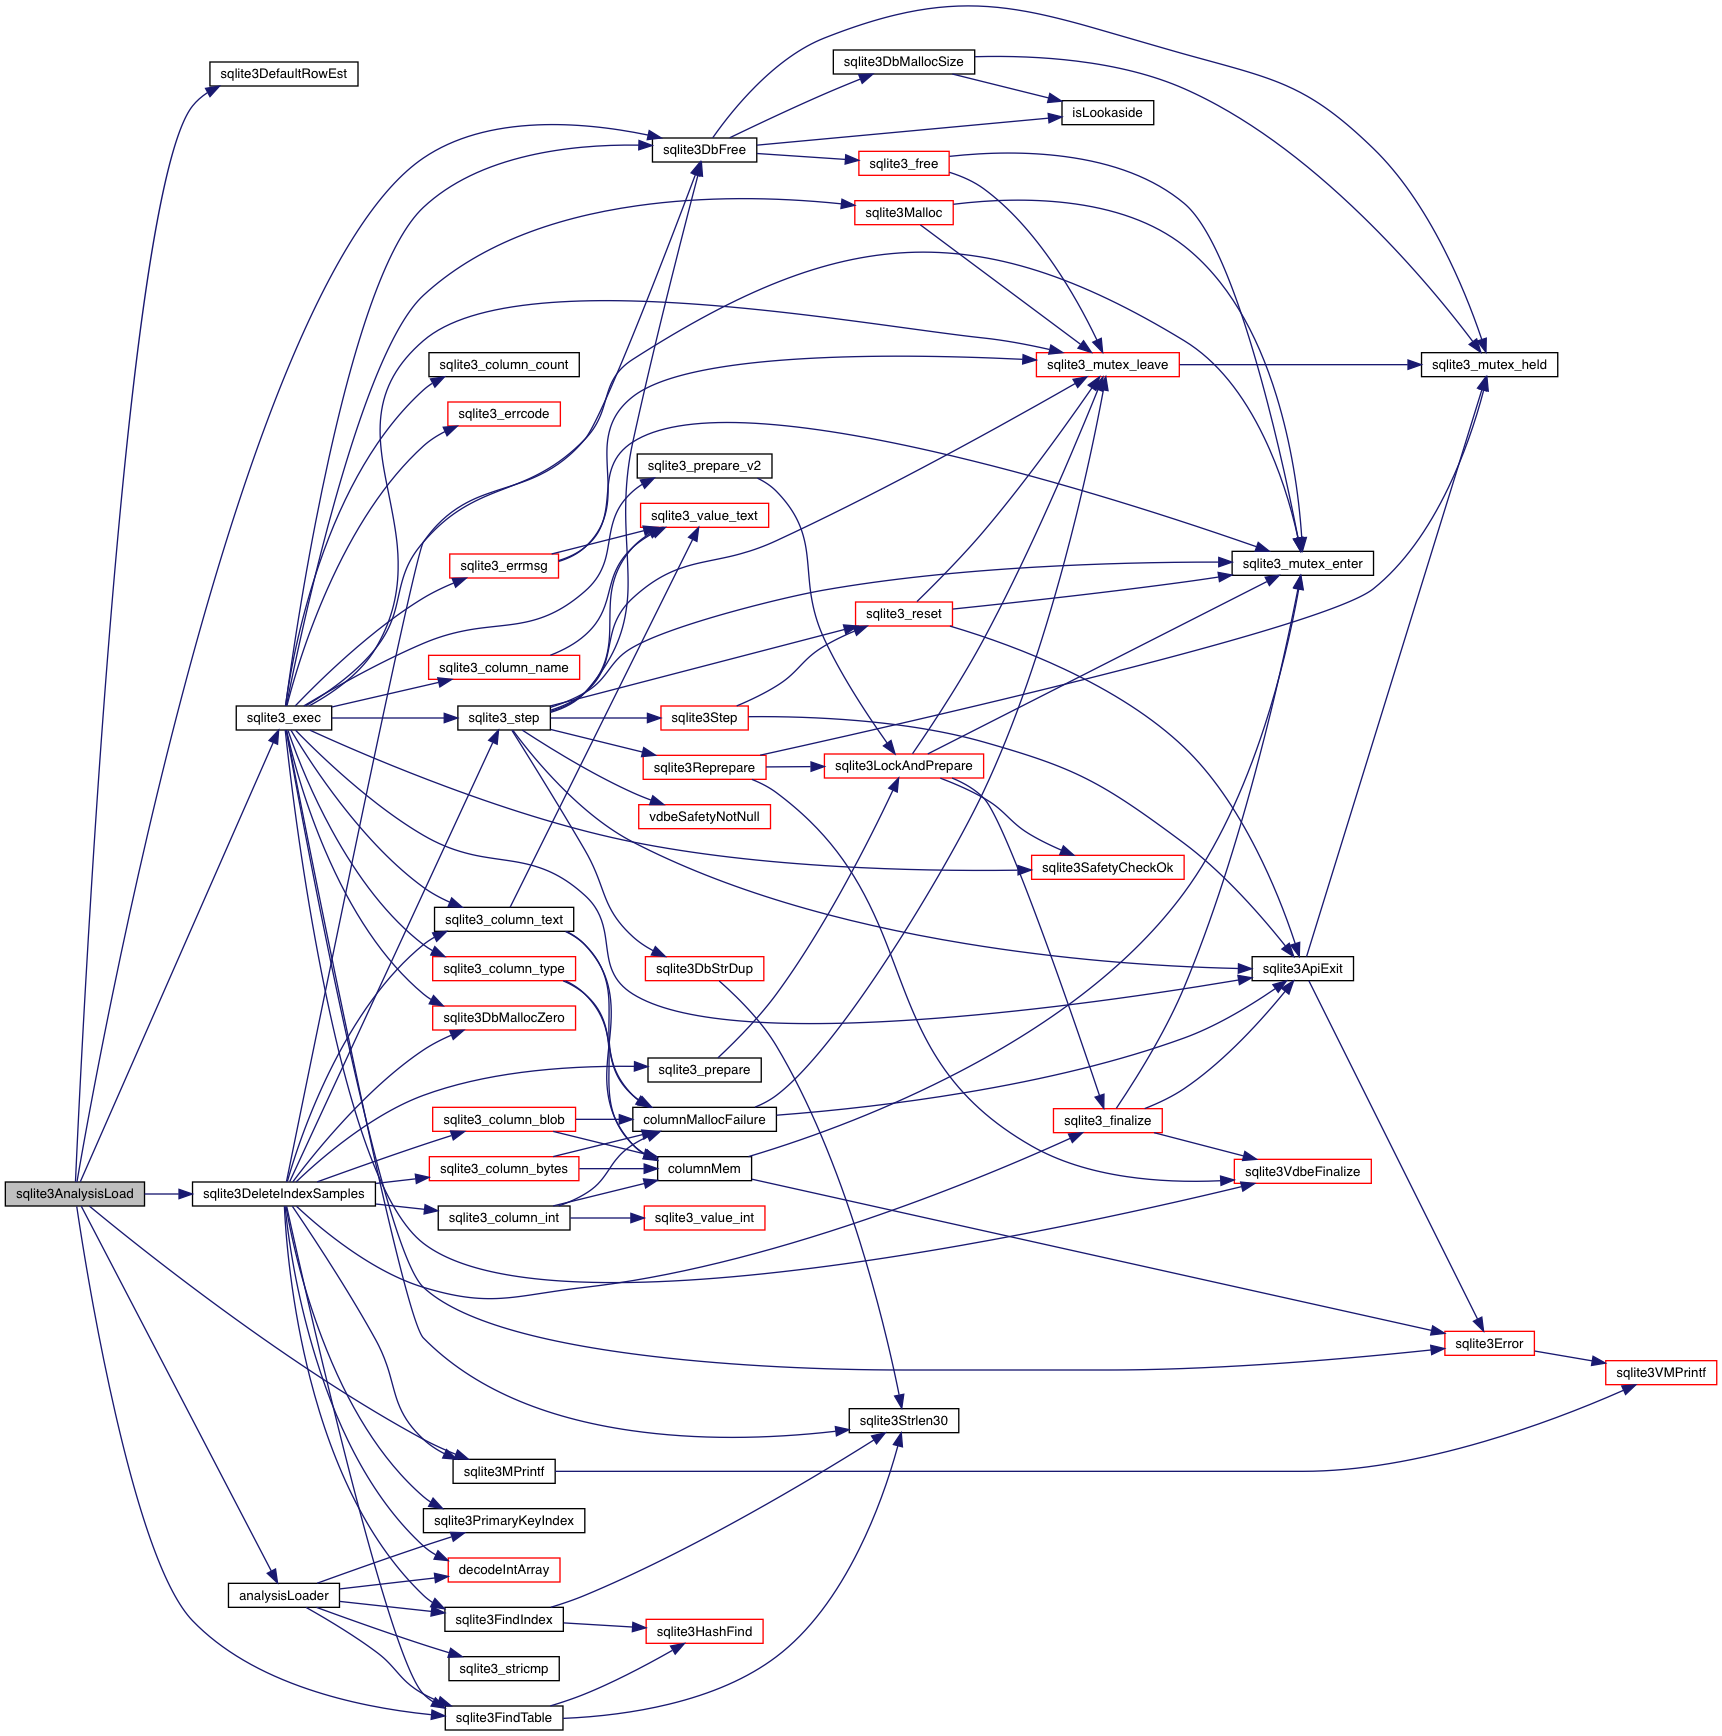 sqlite3DbMallocSize
sqlite3DefaultRowEst
isLookaside
sqlite3DbFree
sqlite3_free
sqlite3Malloc
sqlite3_column_count
sqlite3_mutex_leave
sqlite3_mutex_held
sqlite3_errcode
sqlite3_prepare_v2
sqlite3_value_text
sqlite3_errmsg
sqlite3_mutex_enter
sqlite3_reset
sqlite3_column_name
sqlite3_exec
sqlite3_step
sqlite3Step
sqlite3Reprepare
sqlite3LockAndPrepare
vdbeSafetyNotNull
sqlite3SafetyCheckOk
sqlite3_column_text
sqlite3_column_type
sqlite3DbStrDup
sqlite3ApiExit
sqlite3DbMallocZero
sqlite3_prepare
sqlite3_column_blob
columnMallocFailure
sqlite3_finalize
sqlite3_column_bytes
columnMem
sqlite3VdbeFinalize
sqlite3AnalysisLoad
sqlite3DeleteIndexSamples
sqlite3_column_int
sqlite3_value_int
sqlite3Error
sqlite3VMPrintf
sqlite3Strlen30
sqlite3MPrintf
sqlite3PrimaryKeyIndex
decodeIntArray
analysisLoader
sqlite3FindIndex
sqlite3HashFind
sqlite3_stricmp
sqlite3FindTable